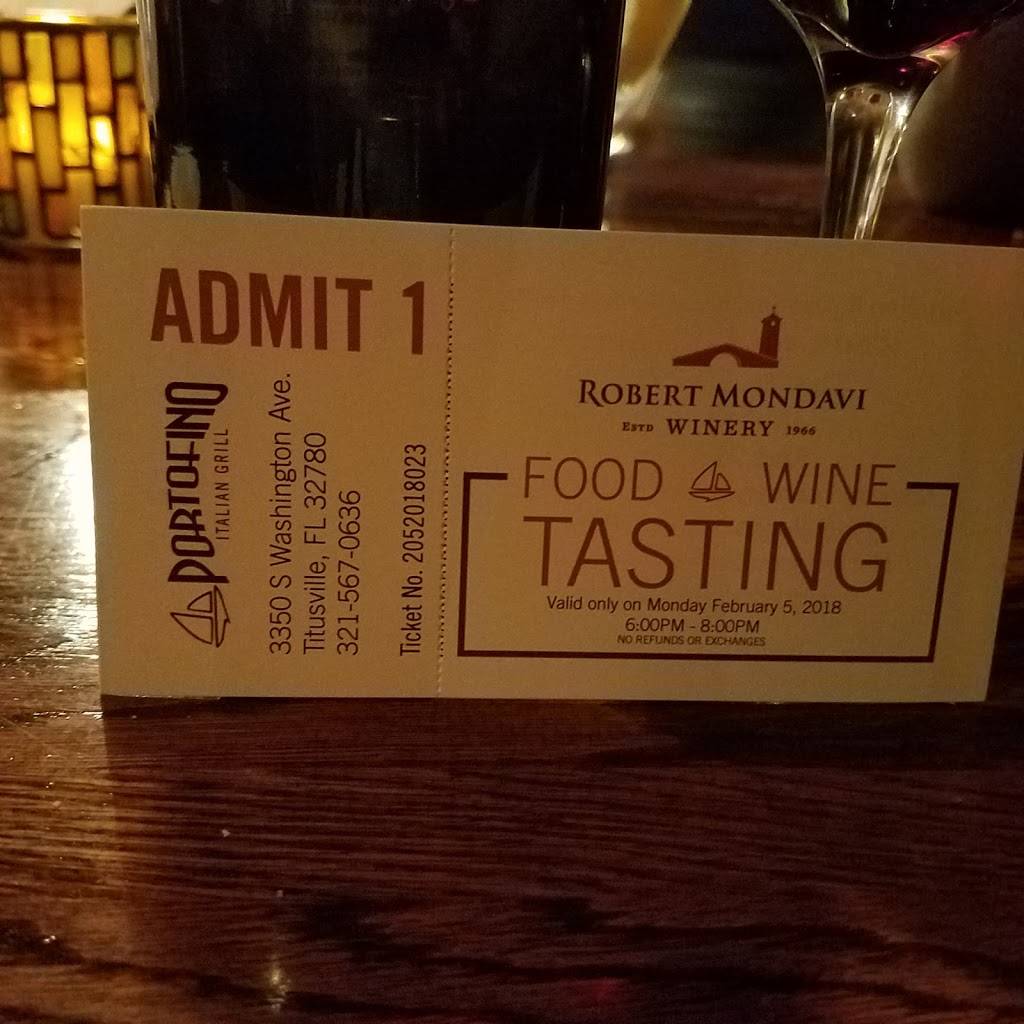 ADMIT 1
PORTOFINO
ITALIAN GRILL
3350 S Washington Ave.
Titusville, FL 32780
321-567-0636
Ticket No. 2052018023
ROBERT MONDAVI
ESTD WINERY 1966
FOOD WINE
TASTING
Valid only on Monday February 5, 2018
6:00PM - 8:00PM
NO REFUNDS OR EXCHANGES